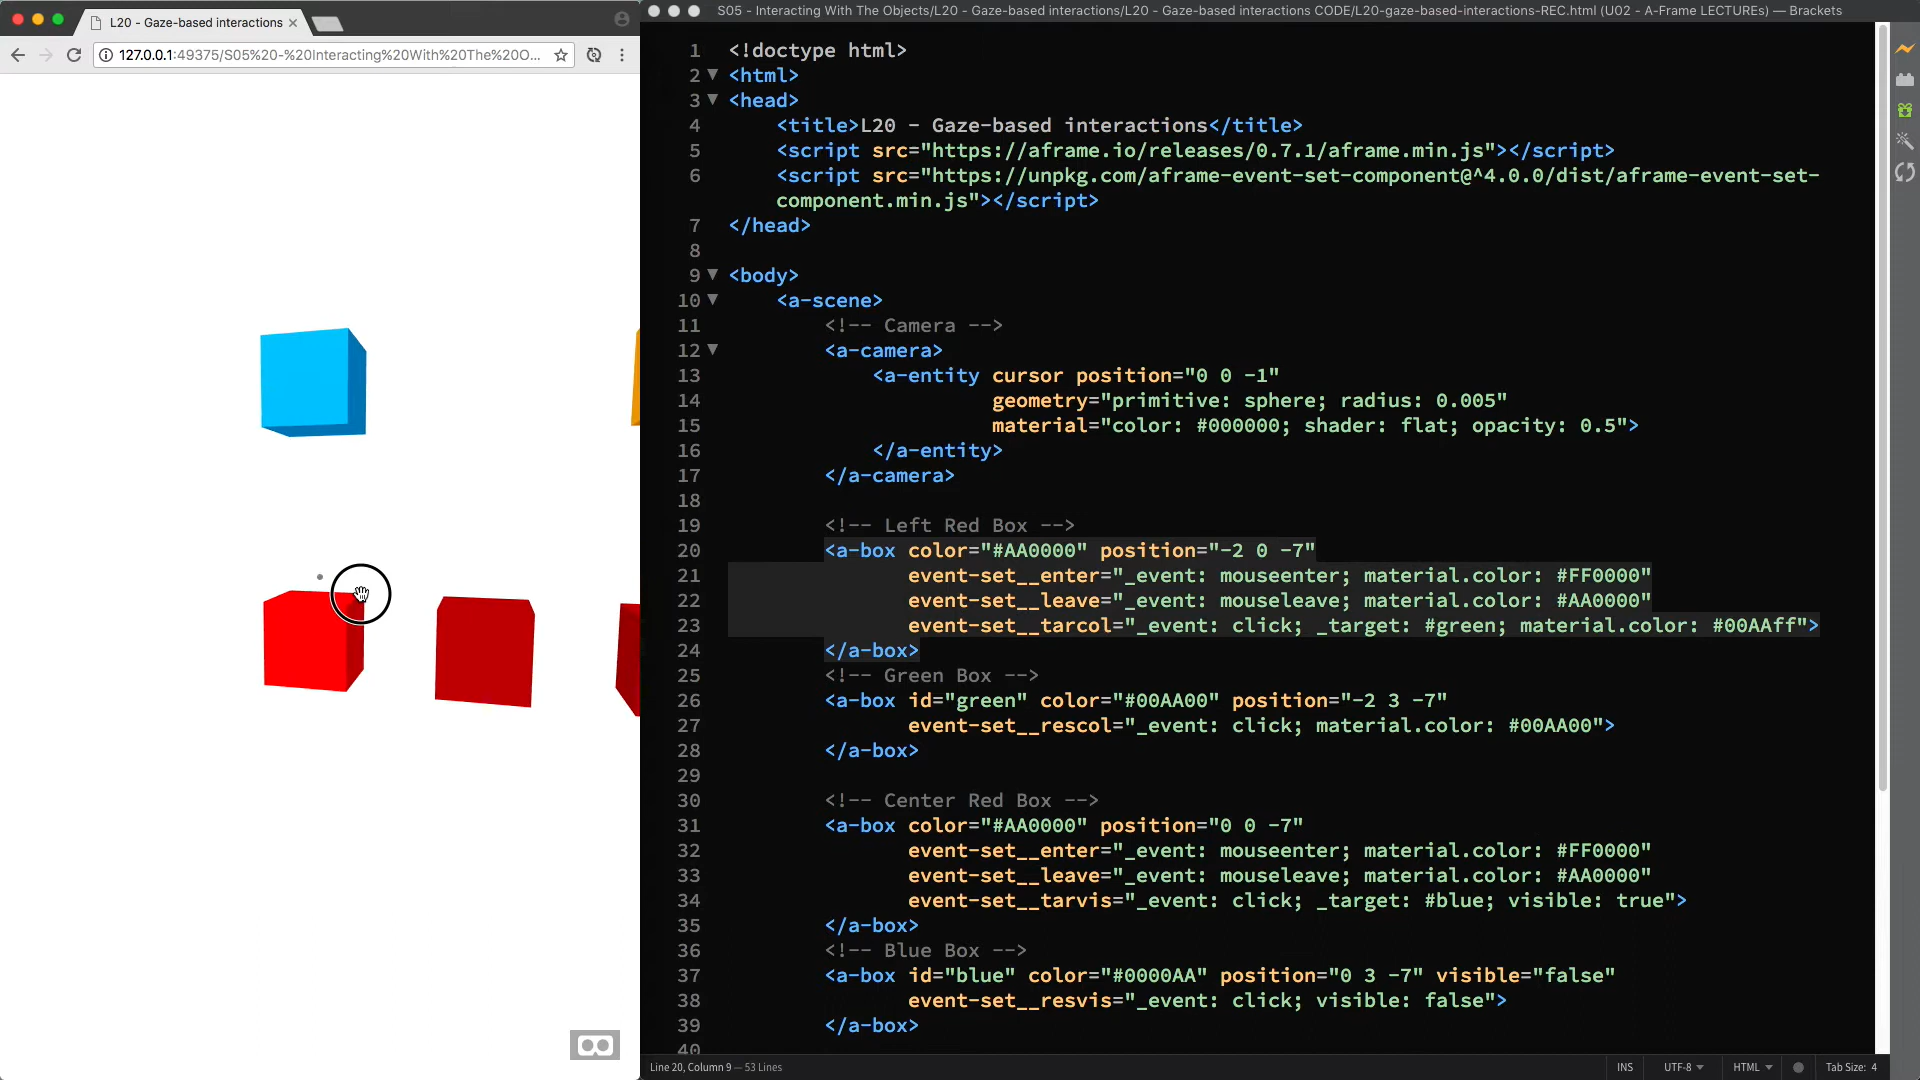 L20 - Gaze-based interactions
127.0.0.1:49375/S05%20-%20Interacting%20With%20The%20O...
S05 - Interacting With The Objects/L20 - Gaze-based interactions/L20 - Gaze-based interactions CODE/L20-gaze-based-interactions-REC.html (U02 - A-Frame LECTUREs) — Brackets
1 <!doctype html>
2 <html>
3 <head>
4 <title>L20 - Gaze-based interactions</title>
5 <script src="https://aframe.io/releases/0.7.1/aframe.min.js"></script>
6 <script src="https://unpkg.com/aframe-event-set-component@^4.0.0/dist/aframe-event-set-
component.min.js"></script>
7 </head>
8
9 <body>
10 <a-scene>
11 <!-- Camera -->
12 <a-camera>
13 <a-entity cursor position="0 0 -1"
14 geometry="primitive: sphere; radius: 0.005"
15 material="color: #000000; shader: flat; opacity: 0.5">
16 </a-entity>
17 </a-camera>
18
19 <!-- Left Red Box -->
20 <a-box color="#AA0000" position="-2 0 -7"
21 event-set__enter="_event: mouseenter; material.color: #FF0000"
22 event-set__leave="_event: mouseleave; material.color: #AA0000"
23 event-set__tarcol="_event: click; _target: #green; material.color: #00AAff">
24 </a-box>
25 <!-- Green Box -->
26 <a-box id="green" color="#00AA00" position="-2 3 -7"
27 event-set__rescol="_event: click; material.color: #00AA00">
28 </a-box>
29
30 <!-- Center Red Box -->
31 <a-box color="#AA0000" position="0 0 -7"
32 event-set__enter="_event: mouseenter; material.color: #FF0000"
33 event-set__leave="_event: mouseleave; material.color: #AA0000"
34 event-set__tarvis="_event: click; _target: #blue; visible: true">
35 </a-box>
36 <!-- Blue Box -->
37 <a-box id="blue" color="#0000AA" position="0 3 -7" visible="false"
38 event-set__resvis="_event: click; visible: false">
39 </a-box>
40
Line 20, Column 9 — 53 Lines
INS UTF-8 HTML Tab Size: 4